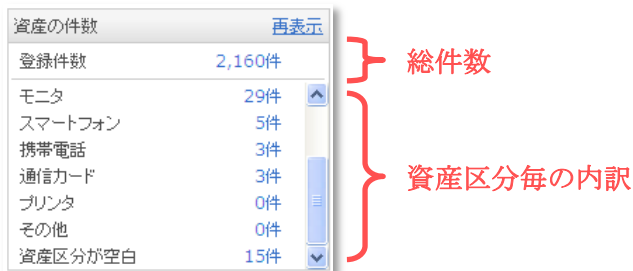 資産の件数 再表示
登録件数 2,160件
総件数
モニタ 29件
スマートフォン 5件
携帯電話 3件
通信カード 3件
プリンタ 0件
その他 0件
資産区分が空白 15件
資産区分毎の内訳